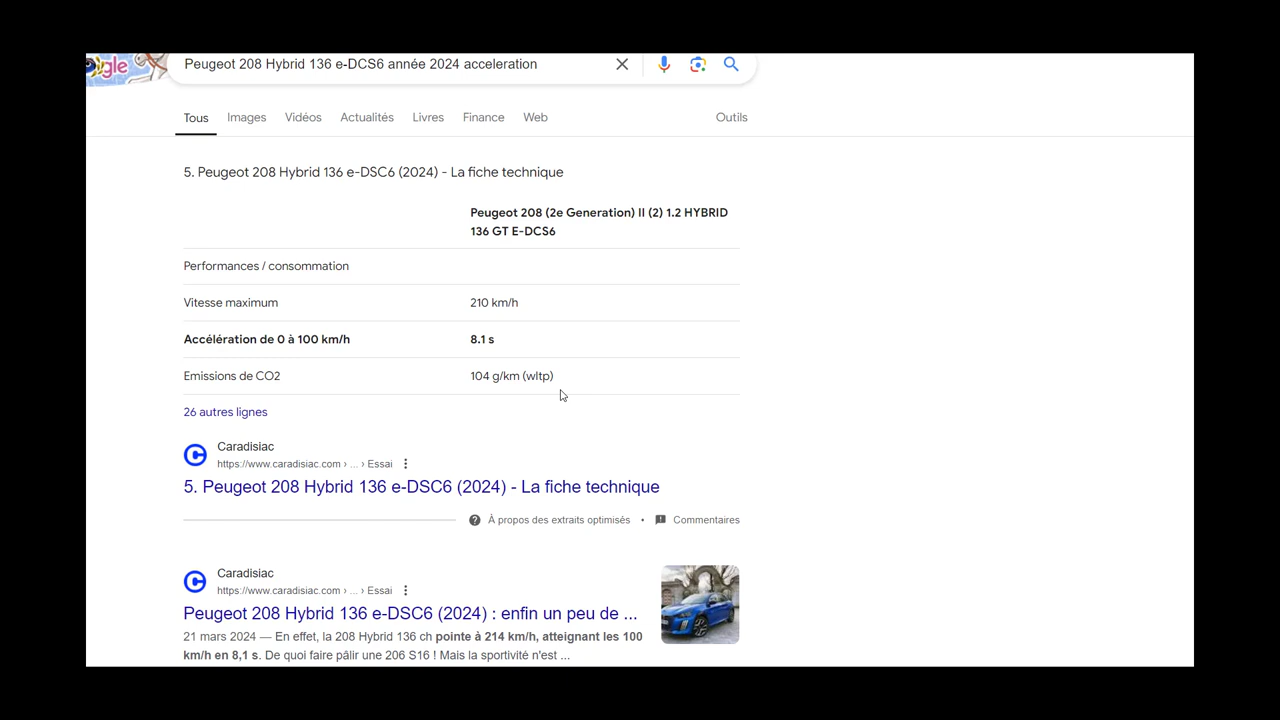 Peugeot 208 Hybrid 136 e-DCS6 année 2024 acceleration
Tous Images Vidéos Actualités Livres Finance Web Outils
5. Peugeot 208 Hybrid 136 e-DSC6 (2024) - La fiche technique
Peugeot 208 (2e Generation) II (2) 1.2 HYBRID
136 GT E-DCS6
Performances / consommation
Vitesse maximum 210 km/h
Accélération de 0 à 100 km/h 8.1 s
Emissions de CO2 104 g/km (wltp)
26 autres lignes
Caradisiac
https://www.caradisiac.com › ... › Essai
5. Peugeot 208 Hybrid 136 e-DSC6 (2024) - La fiche technique
À propos des extraits optimisés • Commentaires
Caradisiac
https://www.caradisiac.com › ... › Essai
Peugeot 208 Hybrid 136 e-DSC6 (2024) : enfin un peu de ...
21 mars 2024 — En effet, la 208 Hybrid 136 ch pointe à 214 km/h, atteignant les 100
km/h en 8,1 s. De quoi faire pâlir une 206 S16 ! Mais la sportivité n'est ...